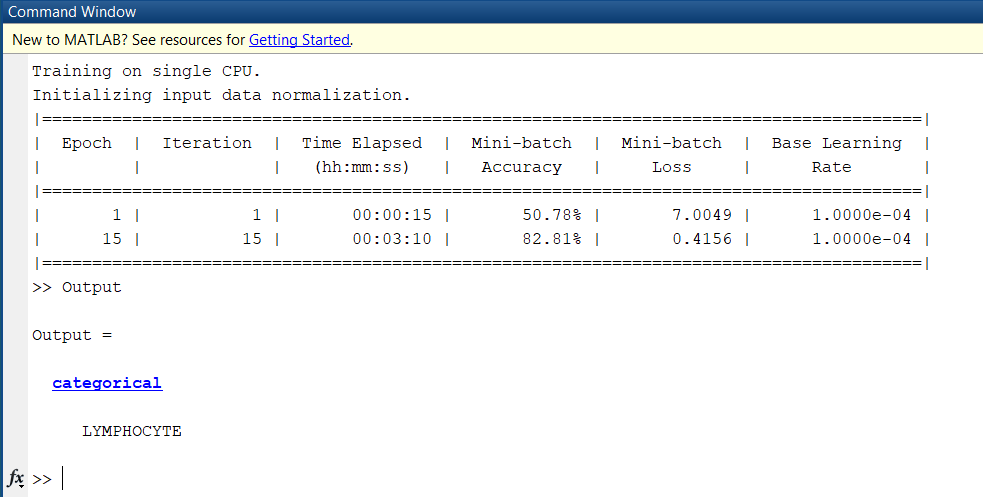 Command Window
New to MATLAB? See resources for Getting Started.
Training on single CPU.
Initializing input data normalization.
|========================================================================================|
| Epoch | Iteration | Time Elapsed | Mini-batch | Mini-batch | Base Learning |
| | | (hh:mm:ss) | Accuracy | Loss | Rate |
|========================================================================================|
| 1 | 1 | 00:00:15 | 50.78% | 7.0049 | 1.0000e-04 |
| 15 | 15 | 00:03:10 | 82.81% | 0.4156 | 1.0000e-04 |
|========================================================================================|
>> Output
Output =
categorical
LYMPHOCYTE
fx >>